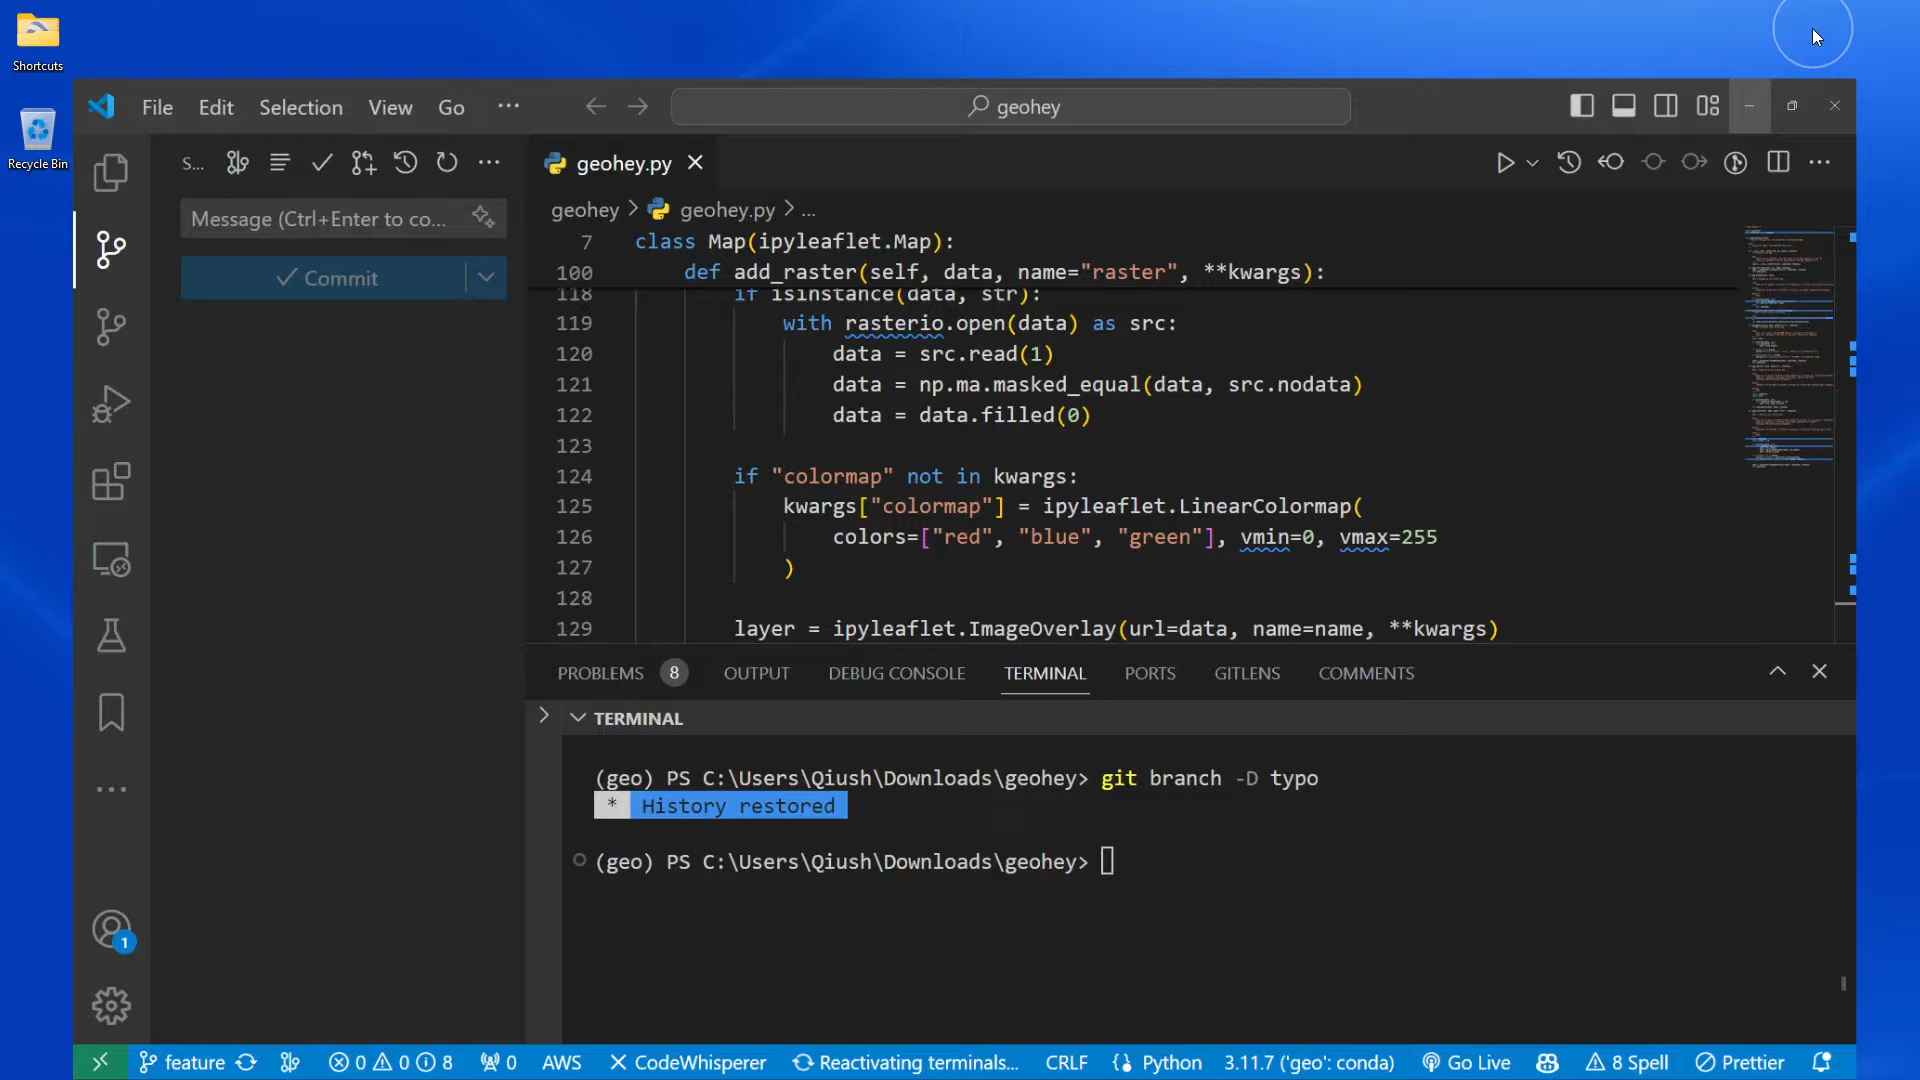 Shortcuts
Recycle Bin
File Edit Selection View Go ··· geohey
S... geohey.py
Message (Ctrl+Enter to co...
Commit
geohey > geohey.py > ...
7 class Map(ipyleaflet.Map):
100 def add_raster(self, data, name="raster", **kwargs):
118 if isinstance(data, str):
119 with rasterio.open(data) as src:
120 data = src.read(1)
121 data = np.ma.masked_equal(data, src.nodata)
122 data = data.filled(0)
123
124 if "colormap" not in kwargs:
125 kwargs["colormap"] = ipyleaflet.LinearColormap(
126 colors=["red", "blue", "green"], vmin=0, vmax=255
127 )
128
129 layer = ipyleaflet.ImageOverlay(url=data, name=name, **kwargs)
PROBLEMS 8 OUTPUT DEBUG CONSOLE TERMINAL PORTS GITLENS COMMENTS
TERMINAL
(geo) PS C:\Users\Qiush\Downloads\geohey> git branch -D typo
* History restored
(geo) PS C:\Users\Qiush\Downloads\geohey>
1
feature 0 0 8 0 AWS CodeWhisperer Reactivating terminals... CRLF {} Python 3.11.7 ('geo': conda) Go Live 8 Spell Prettier